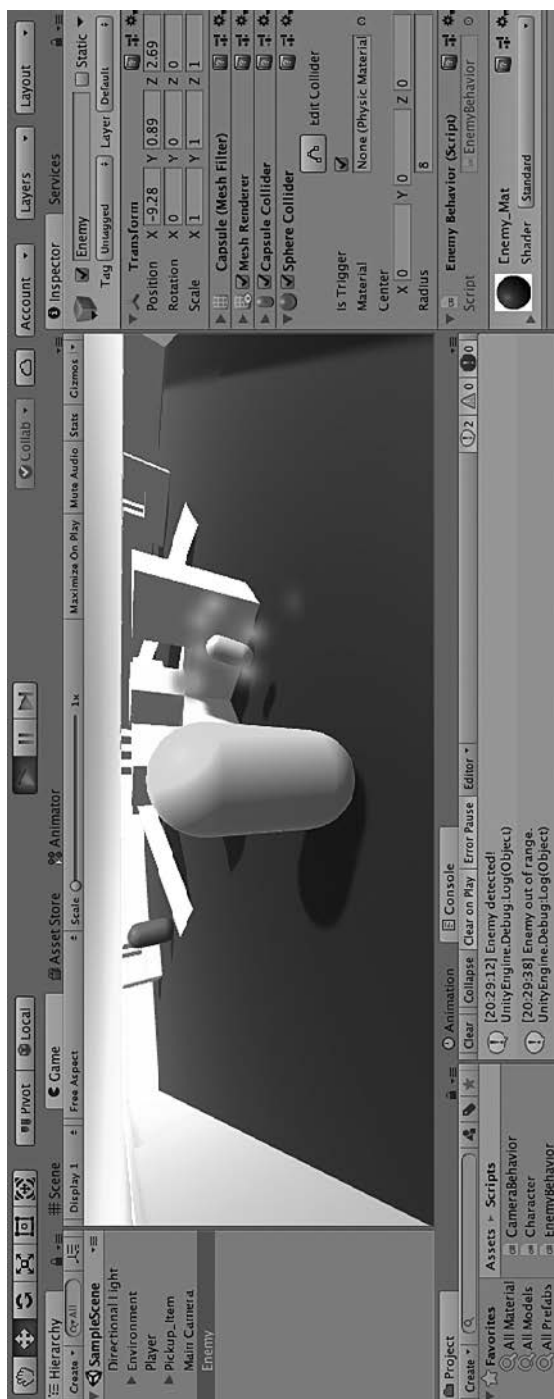 Pivot Local
Collab Account Layers Layout
Hierarchy
Create All
SampleScene
Directional Light
Environment
Player
Pickup_Item
Main Camera
Enemy
Scene Game Asset Store Animator
Display 1 Free Aspect Scale 1x Maximize On Play Mute Audio Stats Gizmos
Inspector Services
Enemy Static
Tag Untagged Layer Default
Transform
Position X -9.28 Y 0.89 Z 2.69
Rotation X 0 Y 0 Z 0
Scale X 1 Y 1 Z 1
Capsule (Mesh Filter)
Mesh Renderer
Capsule Collider
Sphere Collider
Edit Collider
Is Trigger
Material None (Physic Material
Center
X 0 Y 0 Z 0
Radius 8
Enemy Behavior (Script)
Script EnemyBehavior
Enemy_Mat
Shader Standard
Project
Create
Favorites
All Material
All Models
All Prefabs
Assets Scripts
CameraBehavior
Character
EnemyBehavior
Animation Console
Clear Collapse Clear on Play Error Pause Editor 2 0 0
[20:29:12] Enemy detected!
UnityEngine.Debug:Log(Object)
[20:29:38] Enemy out of range.
UnityEngine.Debug:Log(Object)